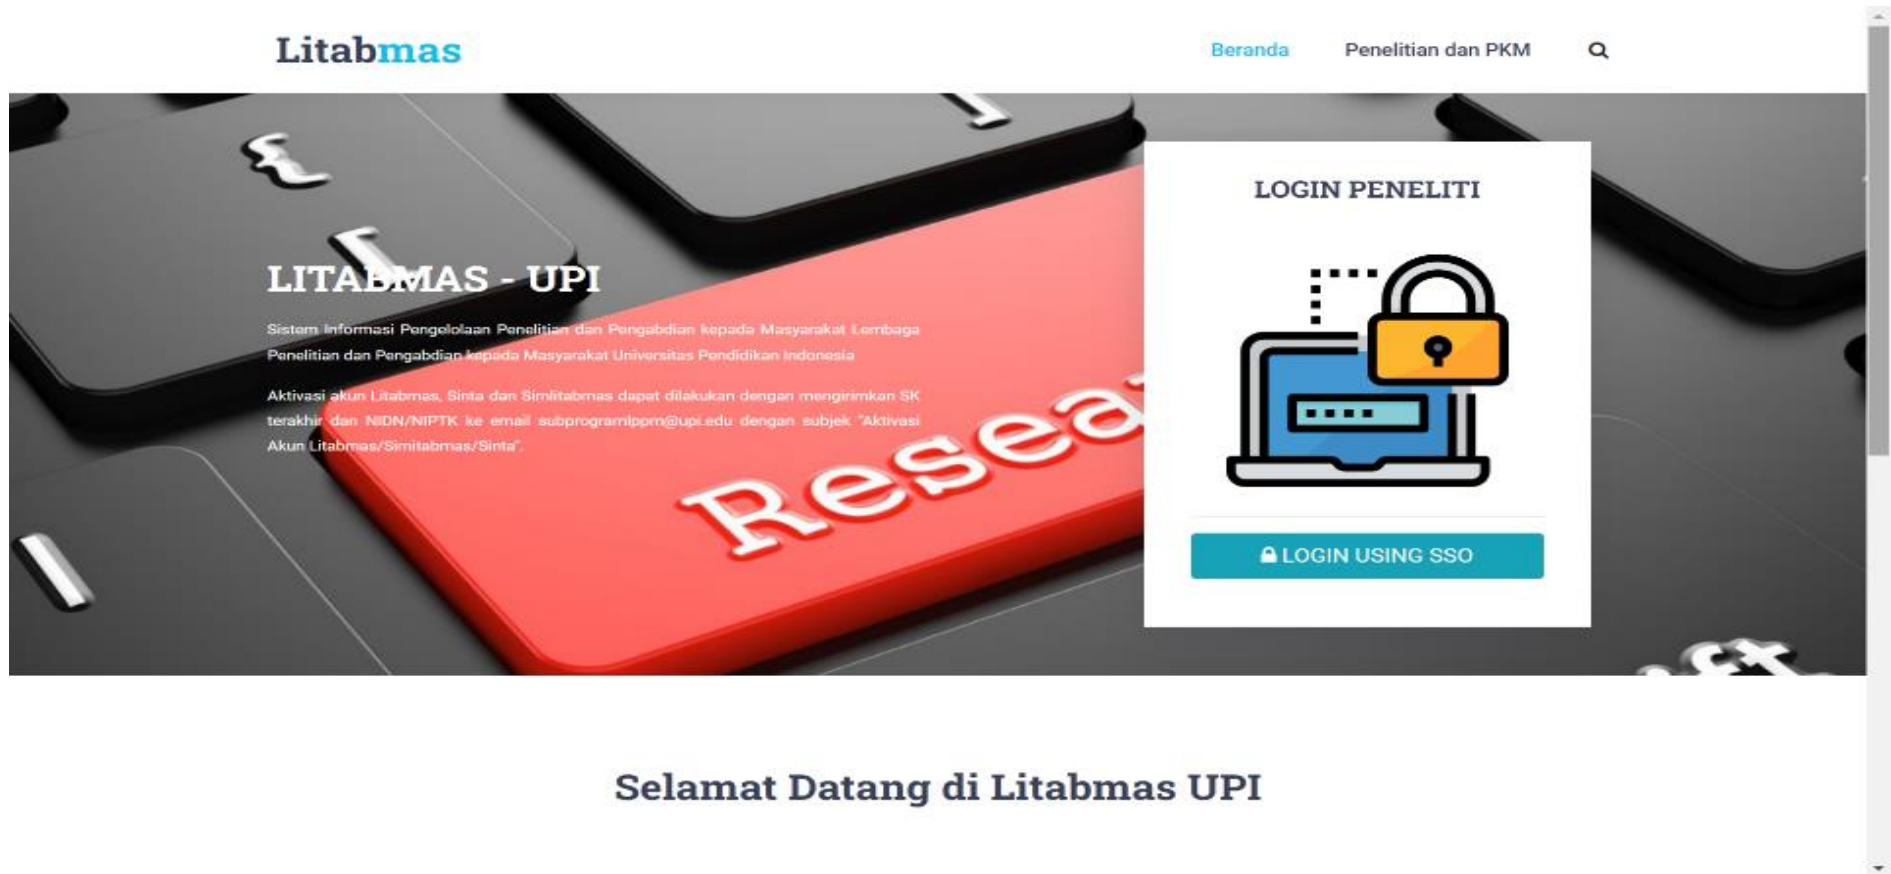 Litabmas
Beranda
Penelitian dan PKM
LOGIN PENELITI
LITABMAS - UPI
Sistem Informasi Pengelolaan Penelitian dan Pengabdian kepada Masyarakat Lembaga
Penelitian dan Pengabdian kepada Masyarakat Universitas Pendidikan Indonesia
Aktivasi akun Litabmas, Sinta dan Simlitabmas dapat dilakukan dengan mengirimkan SK
terakhir dan NIDN/NIPTK ke email subprogramlppm@upi.edu dengan subjek "Aktivasi
Akun Litabmas/Simitabmas/Sinta".
Resea
LOGIN USING SSO
ift
Selamat Datang di Litabmas UPI